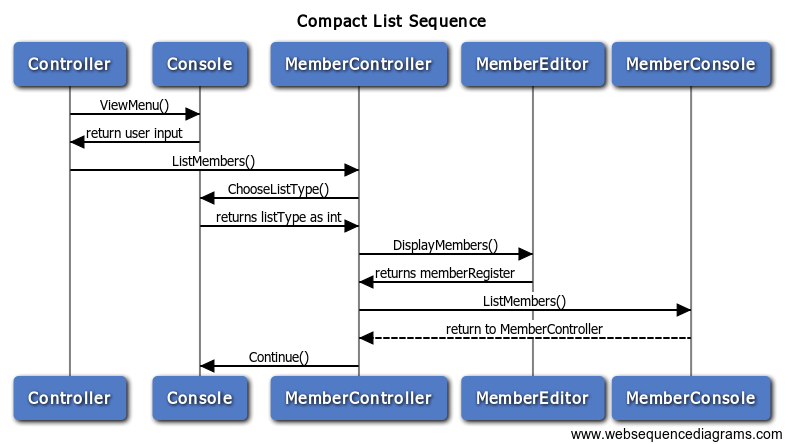 Compact List Sequence
Controller Console MemberController MemberEditor MemberConsole
ViewMenu()
return user input
ListMembers()
ChooseListType()
returns listType as int
DisplayMembers()
returns memberRegister
ListMembers()
return to MemberController
Continue()
Controller Console MemberController MemberEditor MemberConsole
www.websequencediagrams.com